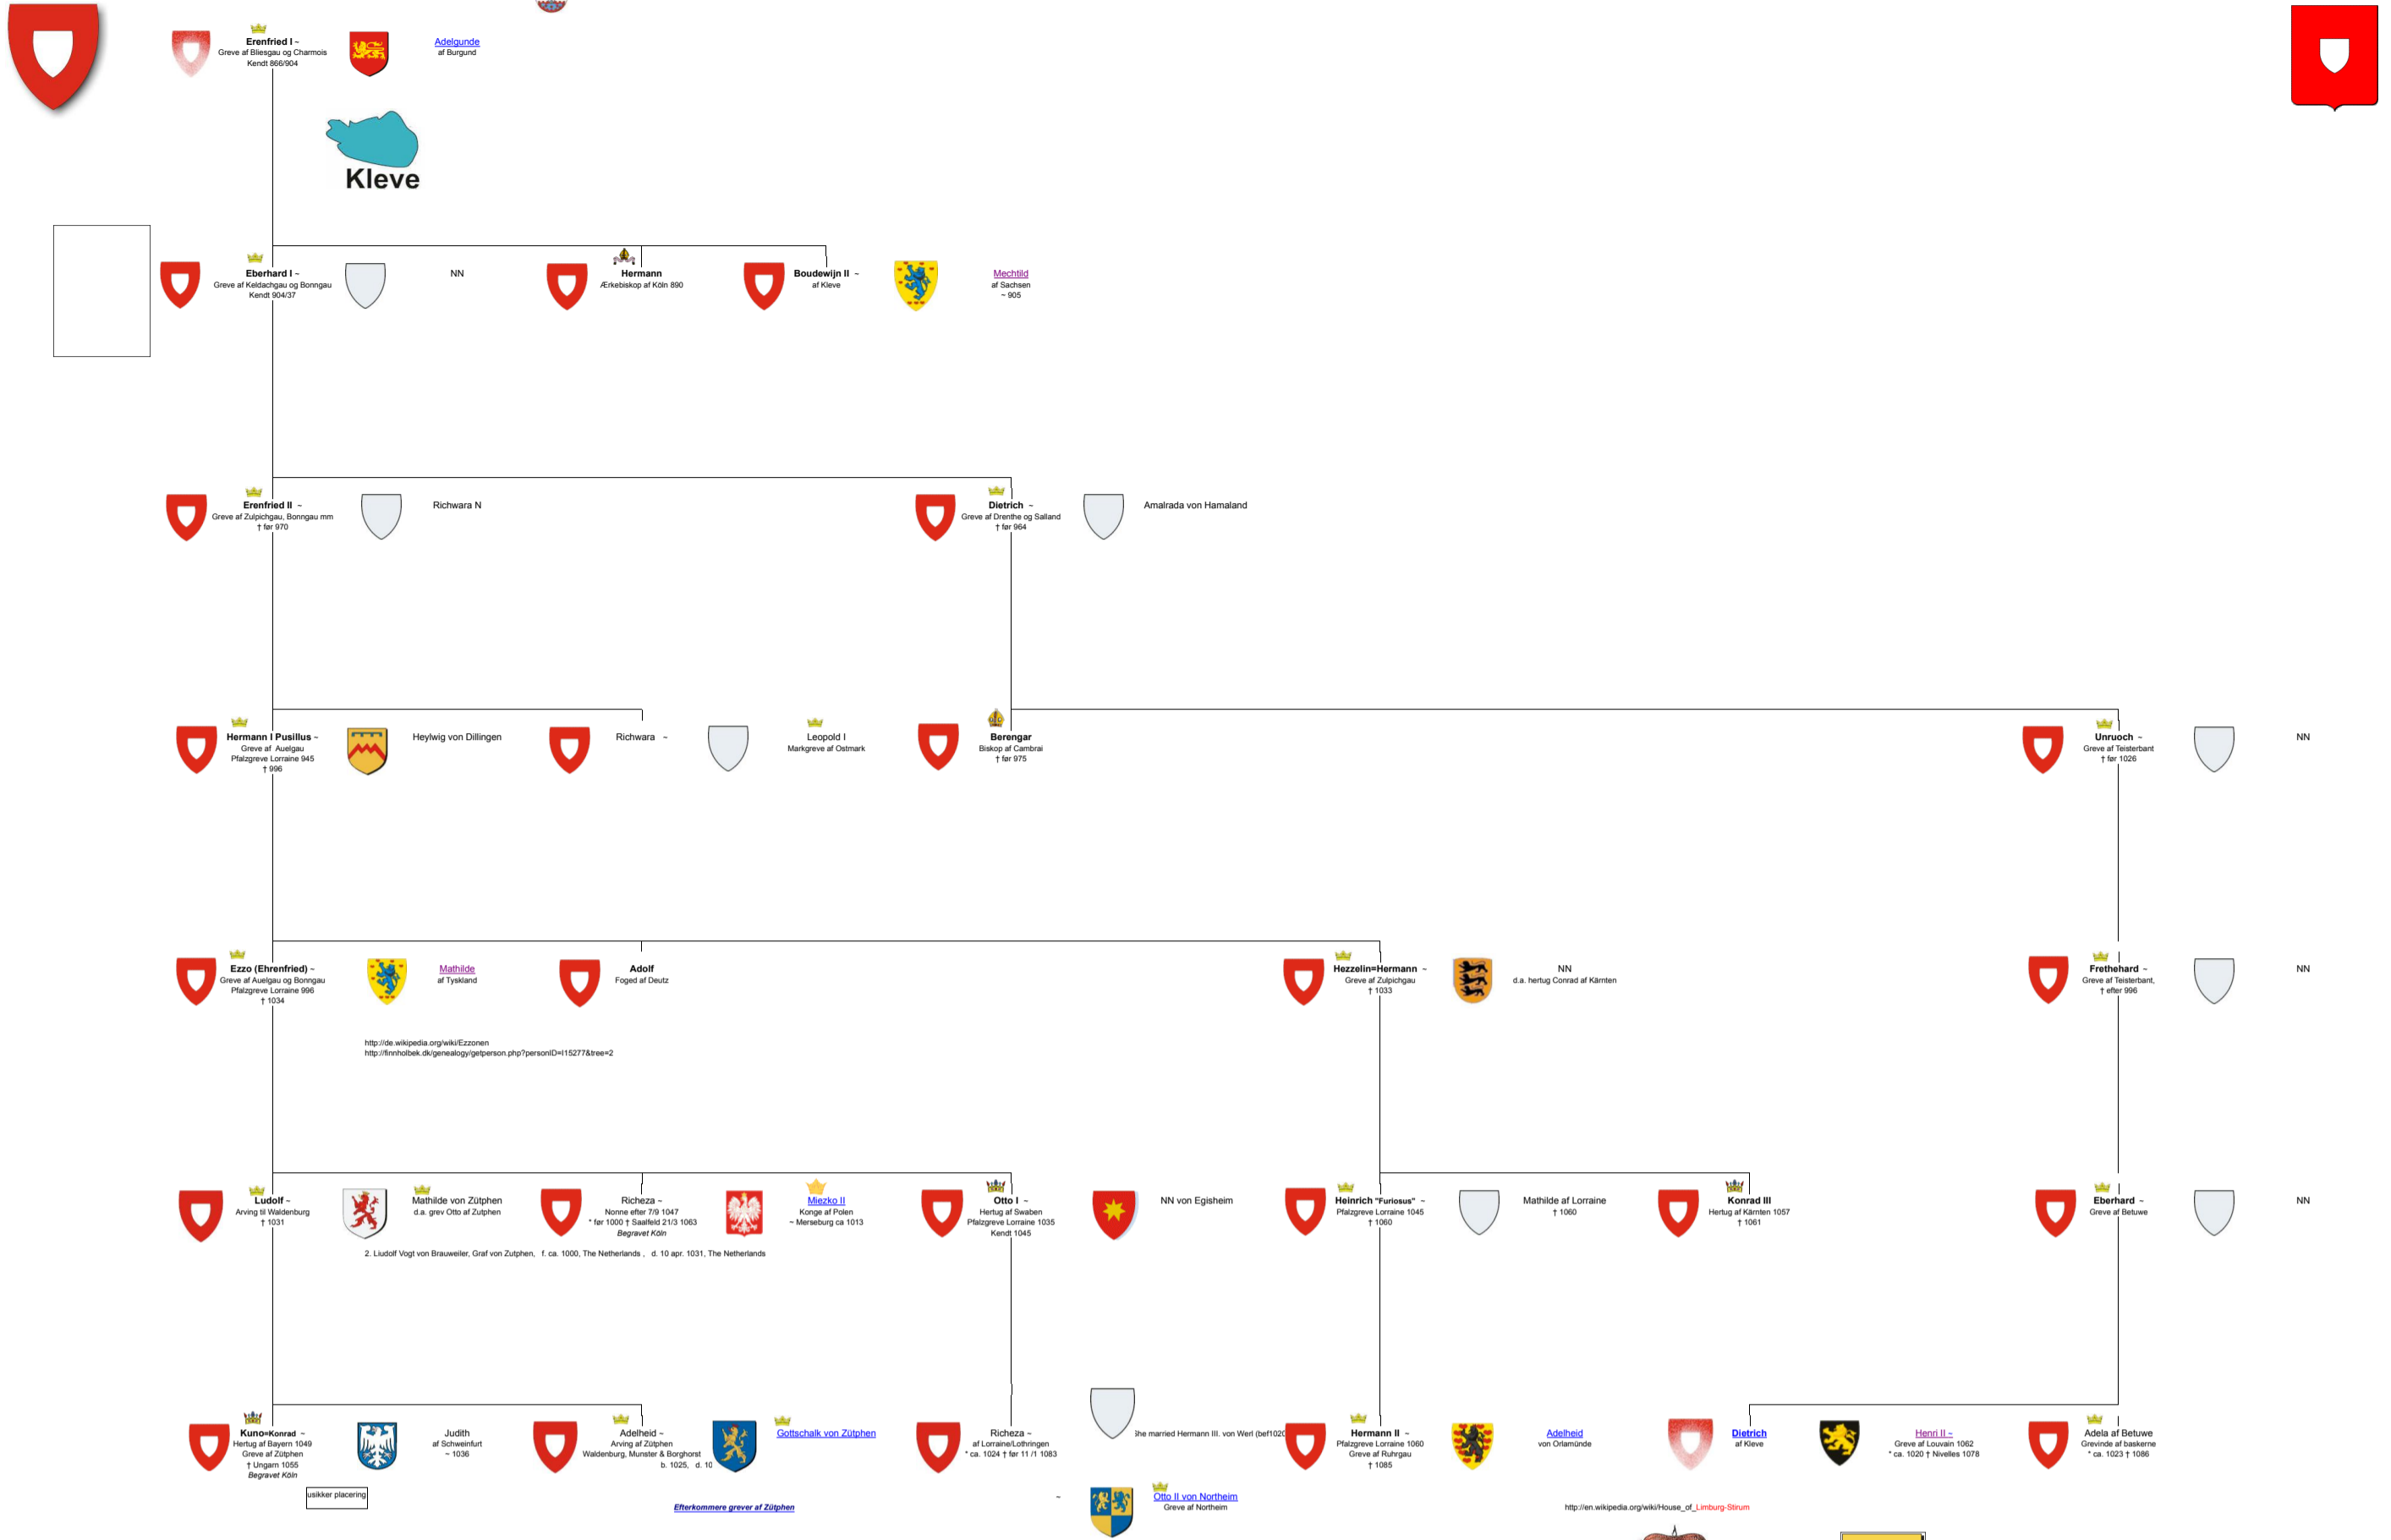 Erenfried I ~
Greve af Bliesgau og Charmois
Kendt 866/904
Adelgunde
af Burgund
Kleve
Eberhard I ~
Greve af Keldachgau og Bonngau
Kendt 904/37
NN
Hermann
Ærkebiskop af Köln 890
Boudewijn II ~
af Kleve
Mechtild
af Sachsen
~ 905
Erenfried II ~
Greve af Zulpichgau, Bonngau mm
† før 970
Richwara N
Dietrich ~
Greve af Drenthe og Salland
† før 964
Amalrada von Hamaland
Hermann I Pusillus ~
Greve af Auelgau
Pfalzgreve Lorraine 945
† 996
Heylwig von Dillingen
Richwara ~
Leopold I
Markgreve af Ostmark
Berengar
Biskop af Cambrai
† før 975
Unruoch ~
Greve af Teisterbant
† før 1026
NN
Ezzo (Ehrenfried) ~
Greve af Auelgau og Bonngau
Pfalzgreve Lorraine 996
† 1034
Mathilde
af Tyskland
Adolf
Foged af Deutz
Hezzelin=Hermann ~
Greve af Zulpichgau
† 1033
NN
d.a. hertug Conrad af Kärnten
Frethehard ~
Greve af Teisterbant,
† efter 996
NN
http://de.wikipedia.org/wiki/Ezzonen
http://finnholbek.dk/genealogy/getperson.php?personID=I15277&tree=2
Ludolf ~
Arving til Waldenburg
† 1031
Mathilde von Zütphen
d.a. grev Otto af Zutphen
Richeza ~
Nonne efter 7/9 1047
* før 1000 † Saalfeld 21/3 1063
Begravet Köln
Miezko II
Konge af Polen
~ Merseburg ca 1013
Otto I ~
Hertug af Swaben
Pfalzgreve Lorraine 1035
Kendt 1045
NN von Egisheim
Heinrich "Furiosus" ~
Pfalzgreve Lorraine 1045
† 1060
Mathilde af Lorraine
† 1060
Konrad III
Hertug af Kärnten 1057
† 1061
Eberhard ~
Greve af Betuwe
NN
2. Liudolf Vogt von Brauweiler, Graf von Zutphen, f. ca. 1000, The Netherlands , d. 10 apr. 1031, The Netherlands
Kuno=Konrad ~
Hertug af Bayern 1049
Greve af Zütphen
† Ungarn 1055
Begravet Köln
Judith
af Schweinfurt
~ 1036
Adelheid ~
Arving af Zütphen
Waldenburg, Munster & Borghorst
b. 1025, d. 10
Gottschalk von Zütphen
Richeza ~
af Lorraine/Lothringen
* ca. 1024 † før 11 /1 1083
She married Hermann III. von Werl (bef1020
Hermann II ~
Pfalzgreve Lorraine 1060
Greve af Ruhrgau
† 1085
Adelheid
von Orlamünde
Dietrich
af Kleve
Henri II ~
Greve af Louvain 1062
* ca. 1020 † Nivelles 1078
Adela af Betuwe
Grevinde af baskerne
* ca. 1023 † 1086
usikker placering
Efterkommere grever af Zütphen
~
Otto II von Northeim
Greve af Northeim
http://en.wikipedia.org/wiki/House_of_Limburg-Stirum